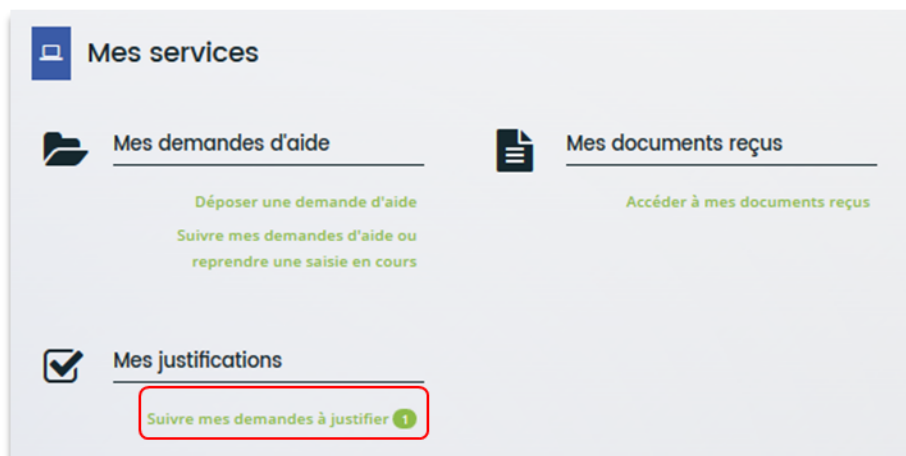 Mes services
Mes demandes d'aide
Déposer une demande d'aide
Suivre mes demandes d'aide ou
reprendre une saisie en cours
Mes documents reçus
Accéder à mes documents reçus
Mes justifications
Suivre mes demandes à justifier 1